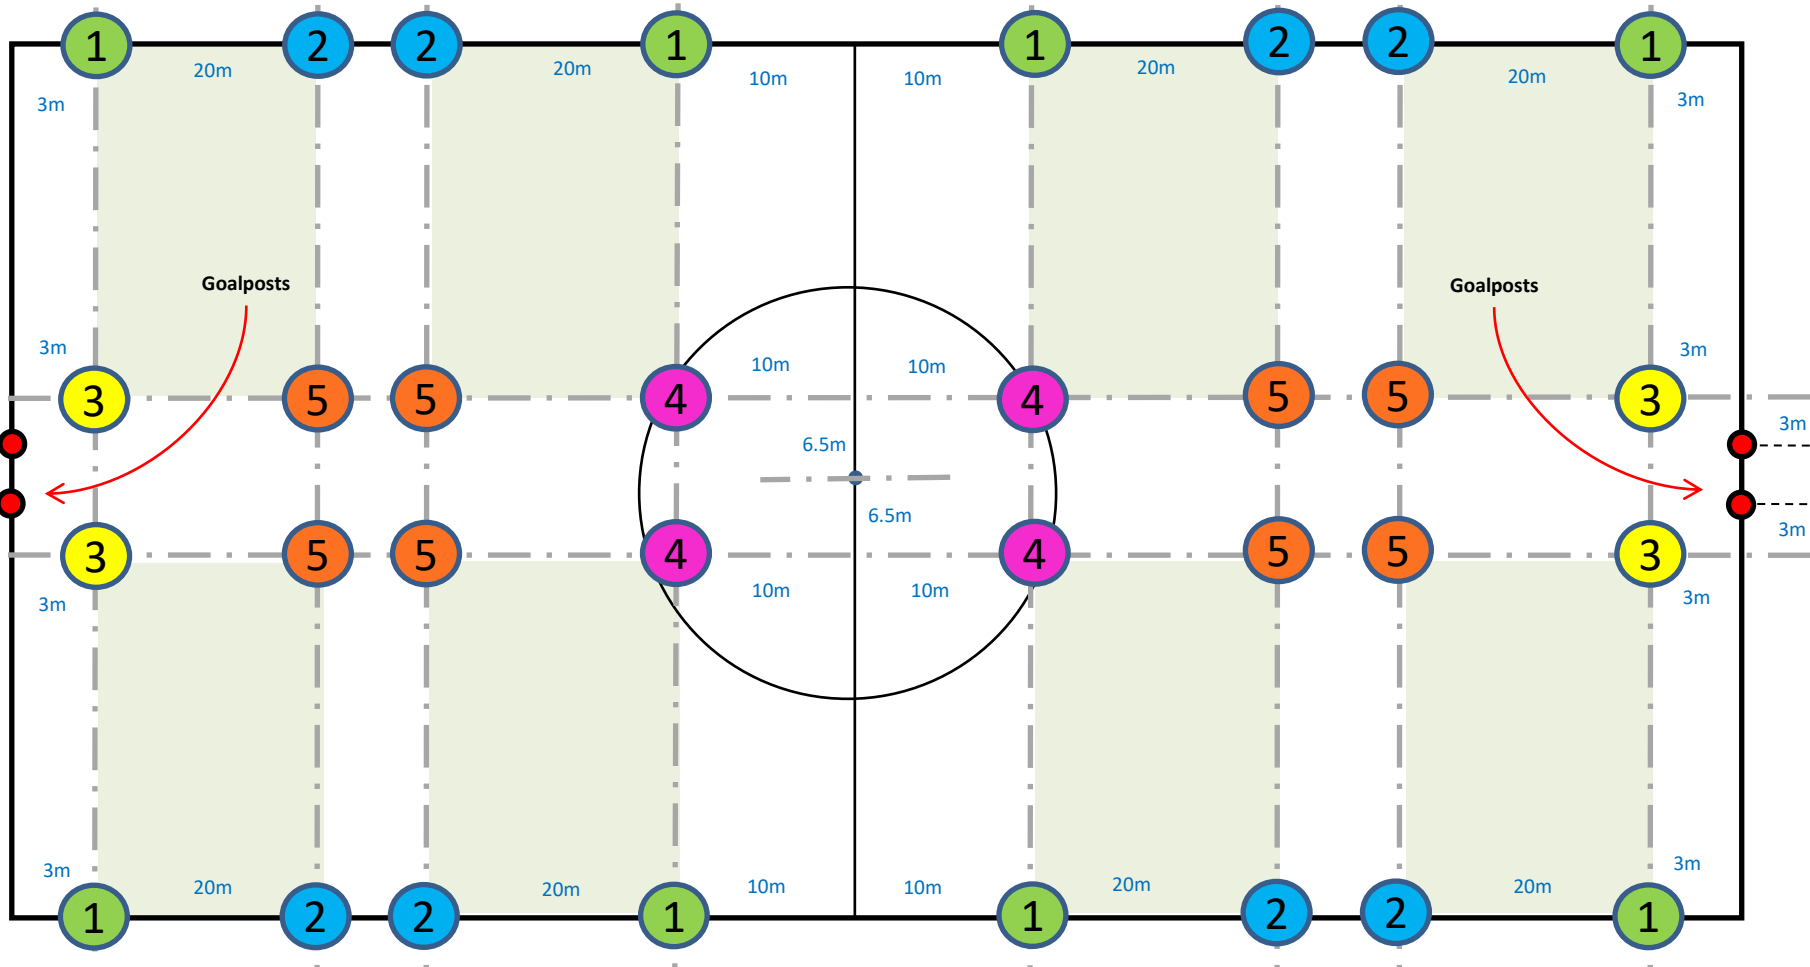 1 2 2 1 1 2 2 1
20m 20m 10m 10m 20m 20m
3m 3m
Goalposts Goalposts
3m 10m 10m 3m
3 5 5 4 4 5 5 3
6.5m 3m
6.5m 3m
3 5 5 4 4 5 5 3
3m 10m 10m 3m
3m 20m 20m 10m 10m 20m 20m 3m
1 2 2 1 1 2 2 1